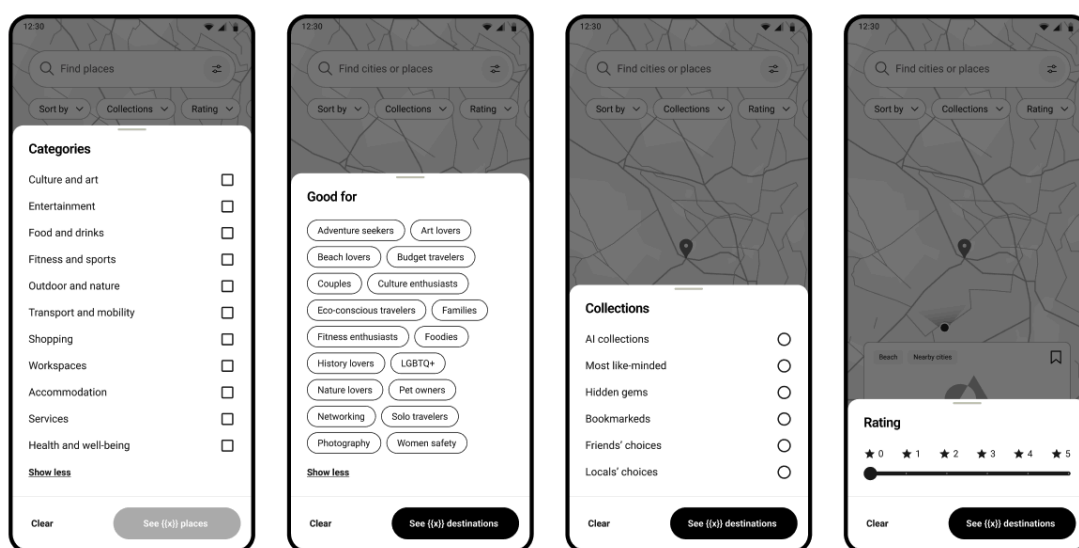 12:30
Find places
Sort by
Collections
Rating
Categories
Culture and art
Entertainment
Food and drinks
Fitness and sports
Outdoor and nature
Transport and mobility
Shopping
Workspaces
Accommodation
Services
Health and well-being
Show less
Clear
See {{x}} places
12:30
Find cities or places
Sort by
Collections
Rating
Good for
Adventure seekers
Art lovers
Beach lovers
Budget travelers
Couples
Culture enthusiasts
Eco-conscious travelers
Families
Fitness enthusiasts
Foodies
History lovers
LGBTQ+
Nature lovers
Pet owners
Networking
Solo travelers
Photography
Women safety
Show less
Clear
See {{x}} destinations
12:30
Find cities or places
Sort by
Collections
Rating
Collections
AI collections
Most like-minded
Hidden gems
Bookmarkeds
Friends' choices
Locals' choices
Clear
See {{x}} destinations
12:30
Find cities or places
Sort by
Collections
Rating
Beach
Nearby cities
Rating
★ 0 ★ 1 ★ 2 ★ 3 ★ 4 ★ 5
Clear
See {{x}} destinations